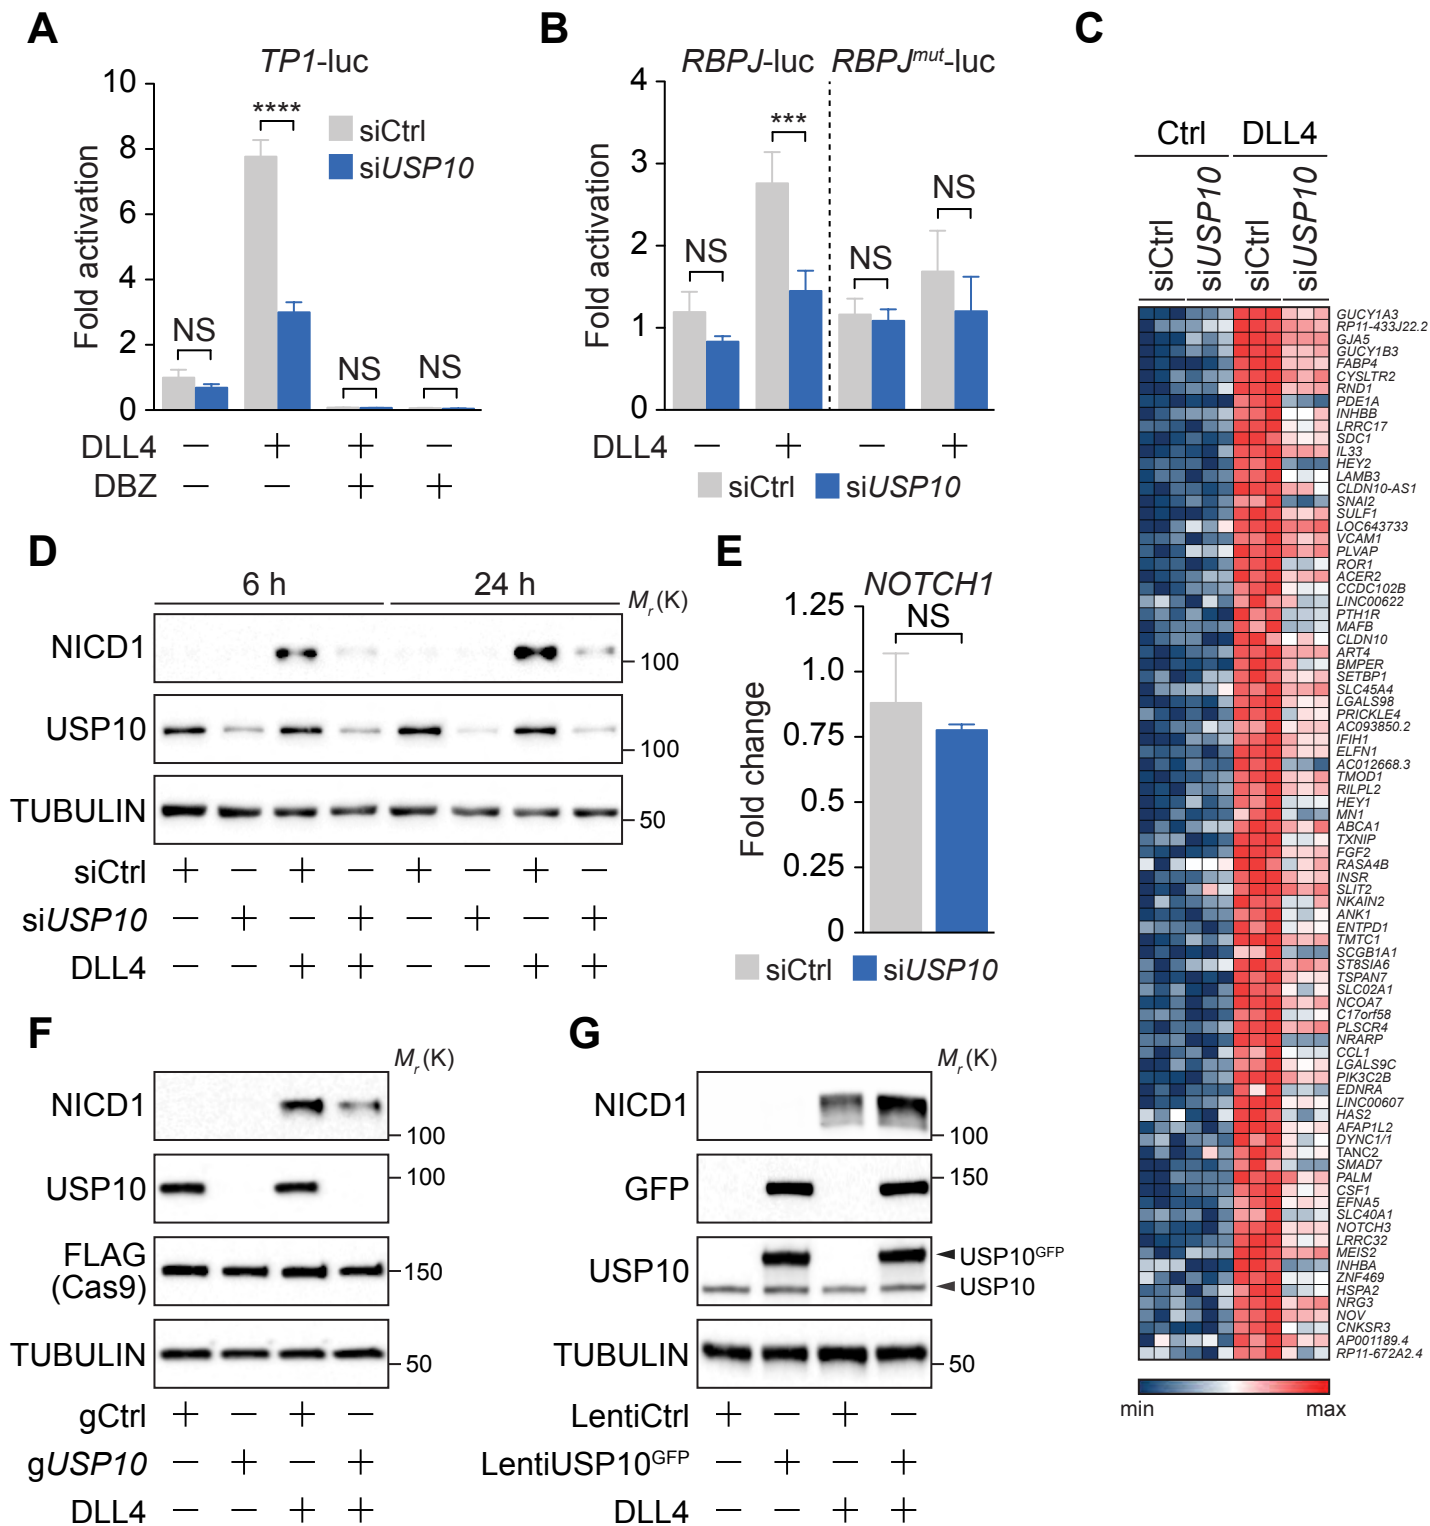 A
TP1-luc
Fold activation
10
8
6
4
2
0
****
NS
NS
NS
siCtrl
siUSP10
DLL4 — + + —
DBZ — — + +
B
RBPJ-luc RBPJmut-luc
Fold activation
4
3
2
1
0
NS
***
NS
NS
DLL4 — + — +
siCtrl siUSP10
C
Ctrl DLL4
siCtrl siUSP10 siCtrl siUSP10
GUCY1A3
RP11-433J22.2
GJA5
GUCY1B3
FABP4
CYSLTR2
RND1
PDE1A
INHBB
LRRC17
SDC1
IL33
HEY2
LAMB3
CLDN10-AS1
SNAI2
SULF1
LOC643733
VCAM1
PLVAP
ROR1
ACER2
CCDC102B
LINC00622
PTH1R
MAFB
CLDN10
ART4
BMPER
SETBP1
SLC45A4
LGALS98
PRICKLE4
AC093850.2
IFIH1
ELFN1
AC012668.3
TMOD1
RILPL2
HEY1
MN1
ABCA1
TXNIP
FGF2
RASA4B
INSR
SLIT2
NKAIN2
ANK1
ENTPD1
TMTC1
SCGB1A1
ST8SIA6
TSPAN7
SLC02A1
NCOA7
C17orf58
PLSCR4
NRARP
CCL1
LGALS9C
PIK3C2B
EDNRA
LINC00607
HAS2
AFAP1L2
DYNC1/1
TANC2
SMAD7
PALM
CSF1
EFNA5
SLC40A1
NOTCH3
LRRC32
MEIS2
INHBA
ZNF469
HSPA2
NRG3
NOV
CNKSR3
AP001189.4
RP11-672A2.4
min max
D
6 h 24 h
Mr (K)
NICD1
100
USP10
100
TUBULIN
50
siCtrl + — + — + — + —
siUSP10 — + — + — + — +
DLL4 — — + + — — + +
E
NOTCH1
Fold change
1.25
1.0
0.75
0.5
0.25
0
NS
siCtrl siUSP10
F
Mr (K)
NICD1
100
USP10
100
FLAG
(Cas9)
150
TUBULIN
50
gCtrl + — + —
gUSP10 — + — +
DLL4 — — + +
G
Mr (K)
NICD1
100
GFP
150
USP10
USP10GFP
USP10
TUBULIN
50
LentiCtrl + — + —
LentiUSP10GFP — + — +
DLL4 — — + +